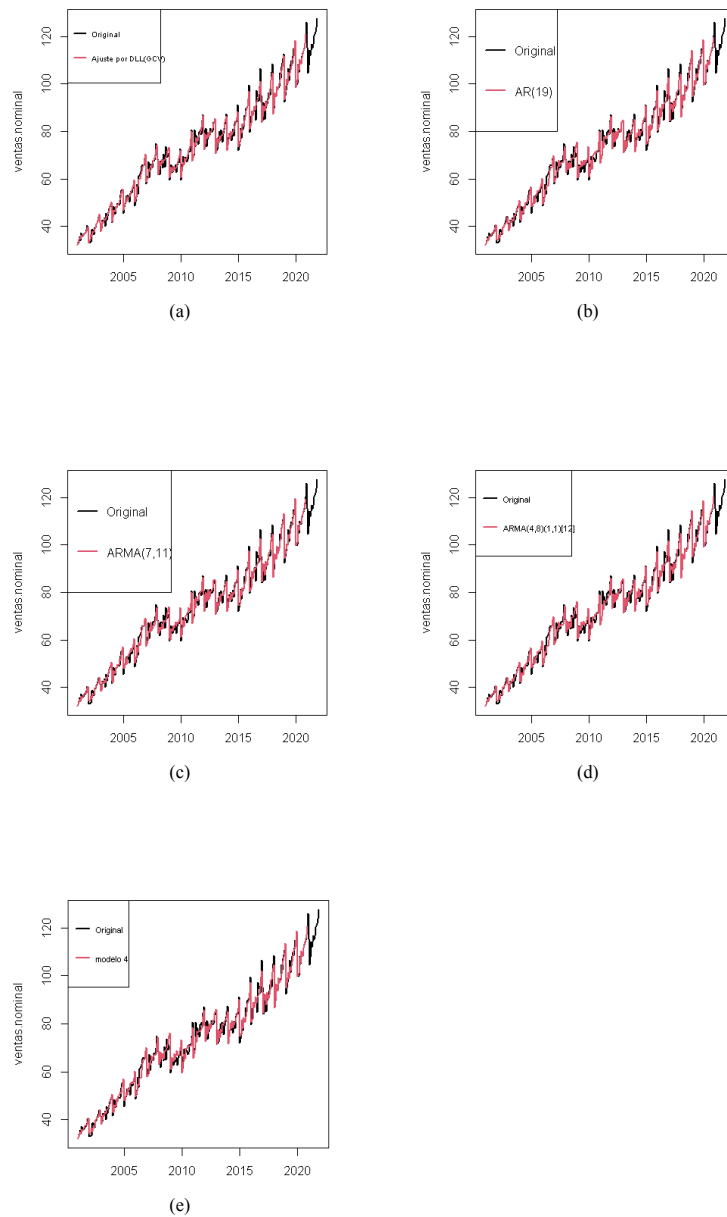 Original
Ajuste por DLL(GCV)
ventas.nominal
40
60
80
100
120
2005
2010
2015
2020
(a)
Original
AR(19)
ventas.nominal
40
60
80
100
120
2005
2010
2015
2020
(b)
Original
ARMA(7,11)
ventas.nominal
40
60
80
100
120
2005
2010
2015
2020
(c)
Original
ARMA(4,8)(1,1)[12]
ventas.nominal
40
60
80
100
120
2005
2010
2015
2020
(d)
Original
modelo 4
ventas.nominal
40
60
80
100
120
2005
2010
2015
2020
(e)